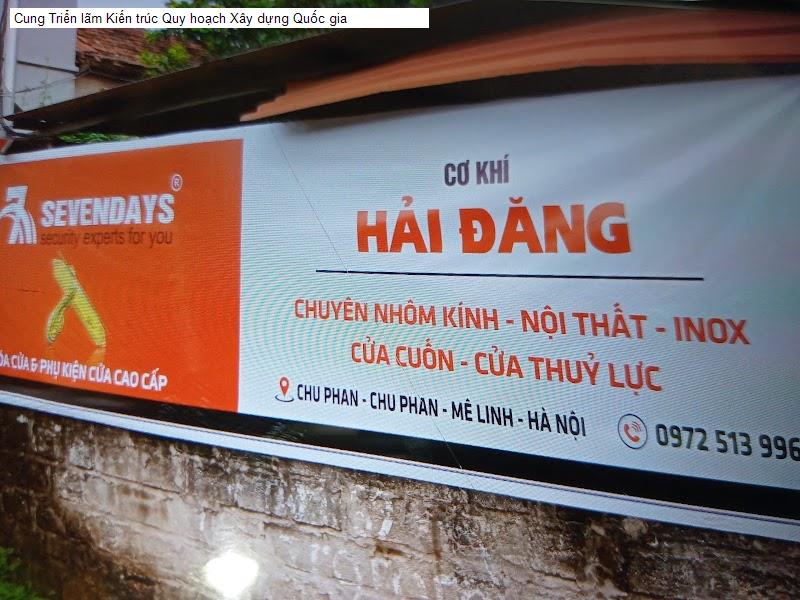 Cung Triển lãm Kiến trúc Quy hoạch Xây dựng Quốc gia
SEVENDAYS®
security experts for you
CỬA & PHỤ KIỆN CỬA CAO CẤP
CƠ KHÍ
HẢI ĐĂNG
CHUYÊN NHÔM KÍNH - NỘI THẤT - INOX
CỬA CUỐN - CỬA THUỶ LỰC
CHU PHAN - CHU PHAN - MÊ LINH - HÀ NỘI
0972 513 996